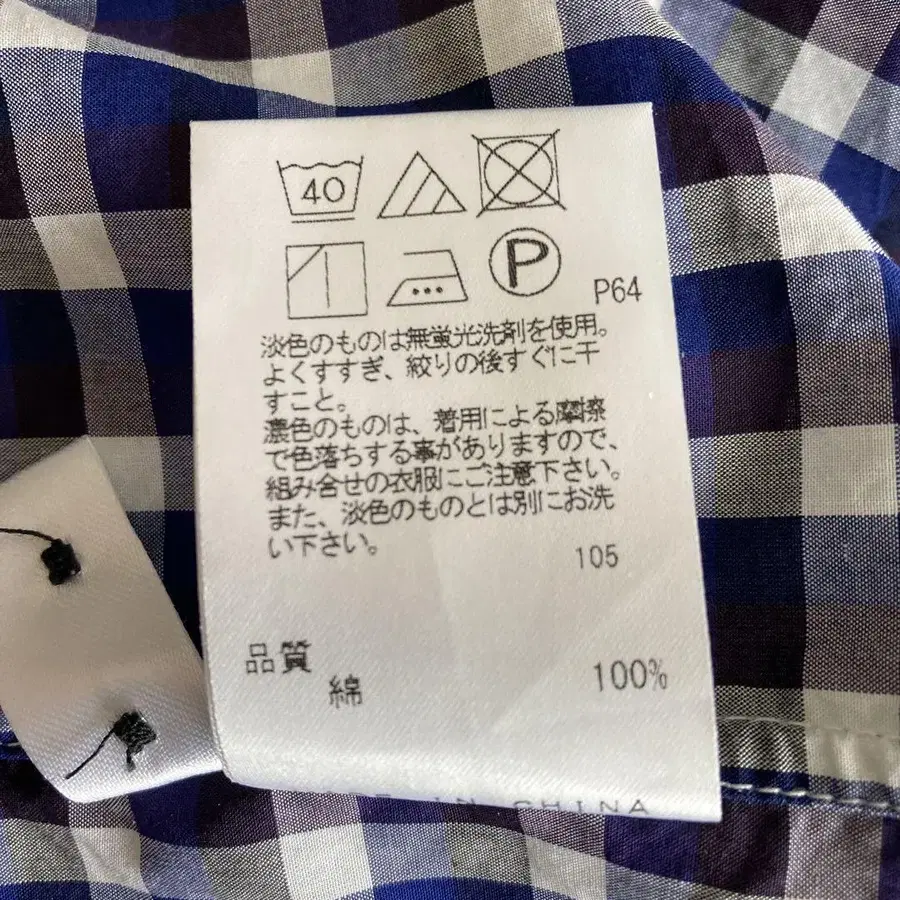 40
P
P64
淡色のものは無蛍光洗剤を使用。
よくすすぎ、絞りの後すぐに干
すこと。
濃色のものは、着用による摩擦
で色落ちする事がありますので、
組み合せの衣服にご注意下さい。
また、淡色のものとは別にお洗
い下さい。
105
品質
綿 100%
MADE IN CHINA